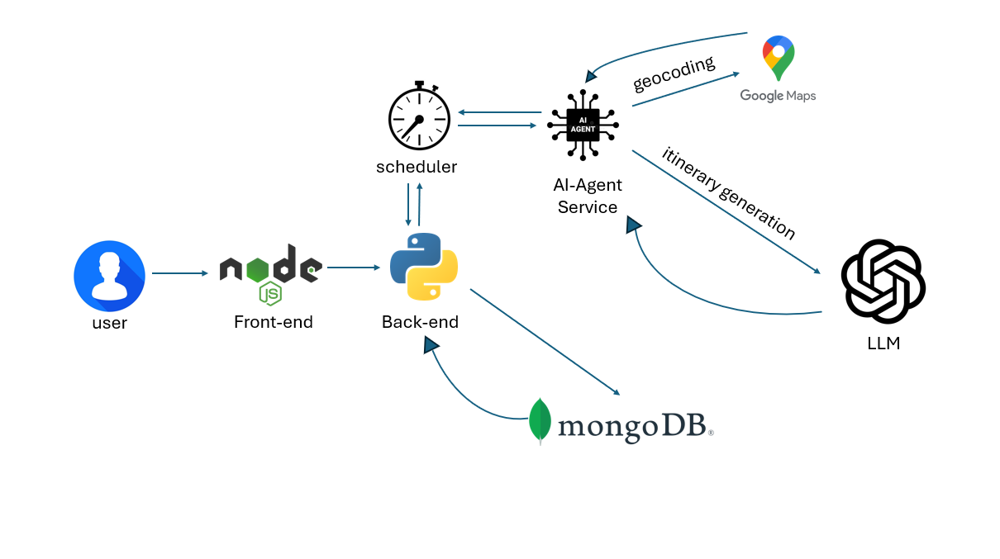 geocoding
Google Maps
AI
AGENT
scheduler
itinerary generation
AI-Agent
Service
node
JS
user
Front-end
Back-end
LLM
mongoDB®